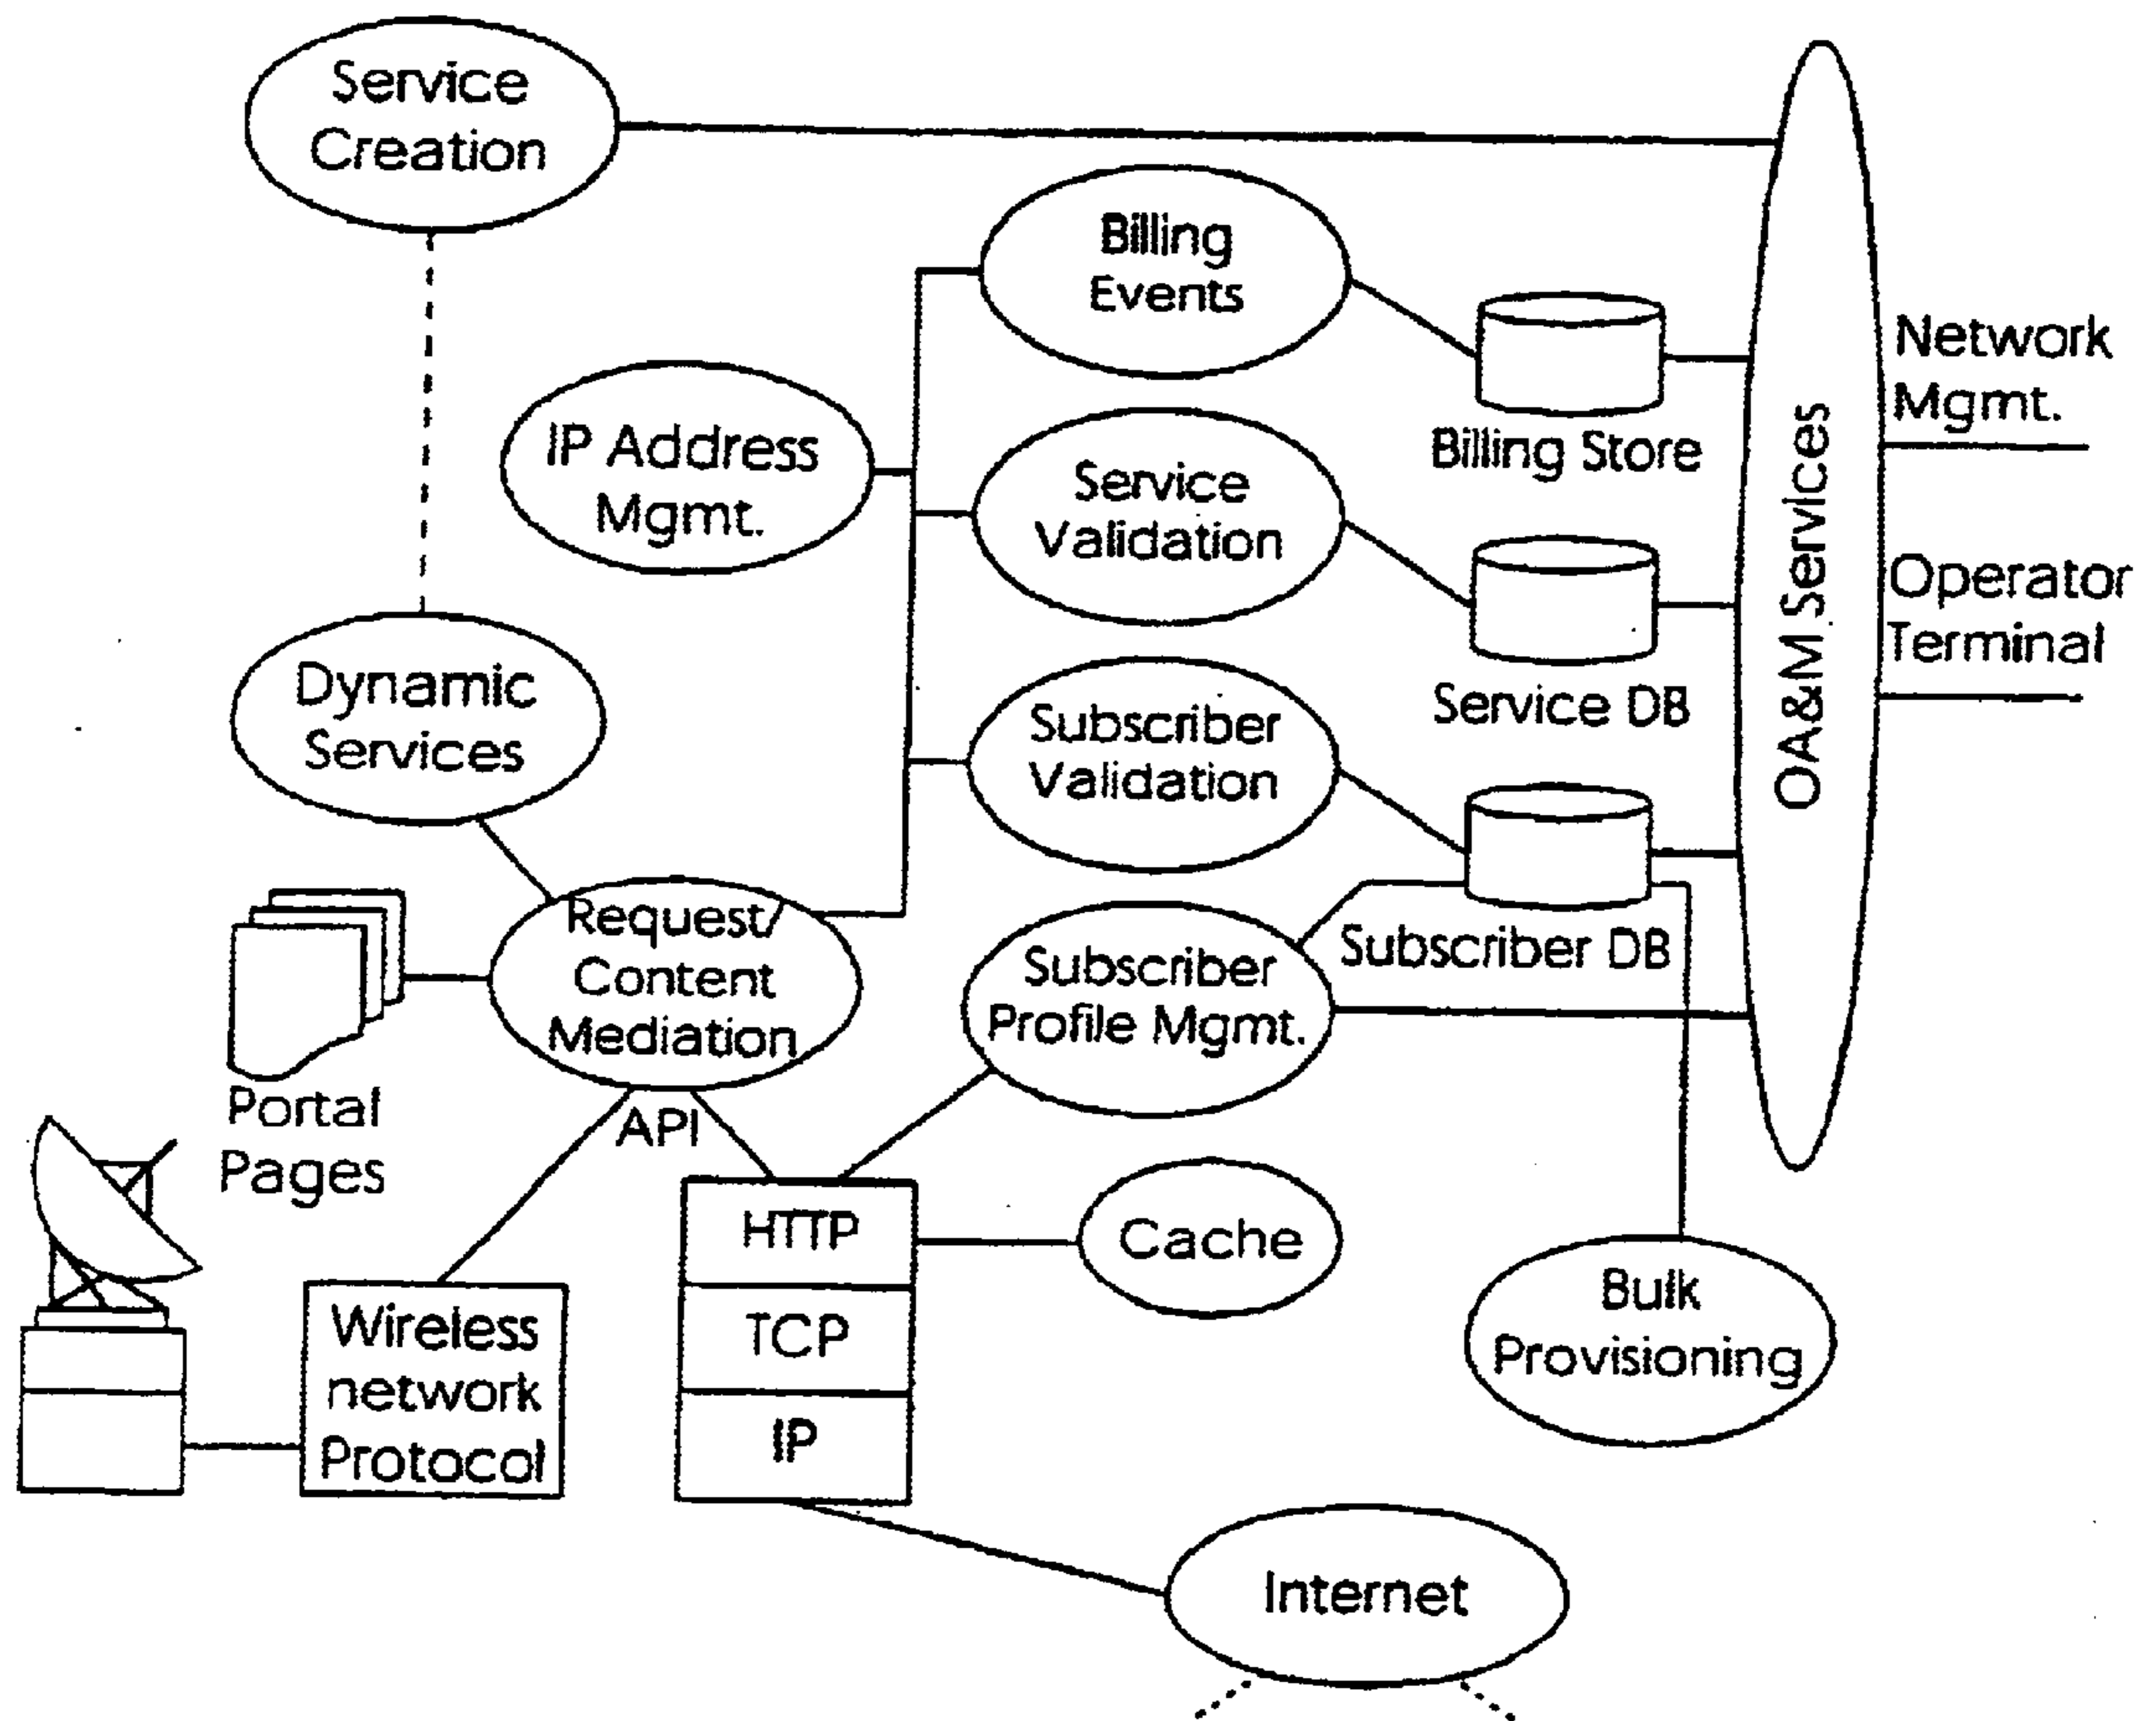 Service
Creation
Billing
Events
Network
Mgmt.
IP Address
Mgmt.
Billing Store
Service
Validation
OA&M Services
Operator
Terminal
Dynamic
Services
Service DB
Subscriber
Validation
Request/
Content
Mediation
Subscriber DB
Subscriber
Profile Mgmt.
Portal
Pages
API
HTTP
Cache
TCP
IP
Wireless
network
Protocol
Bulk
Provisioning
Internet